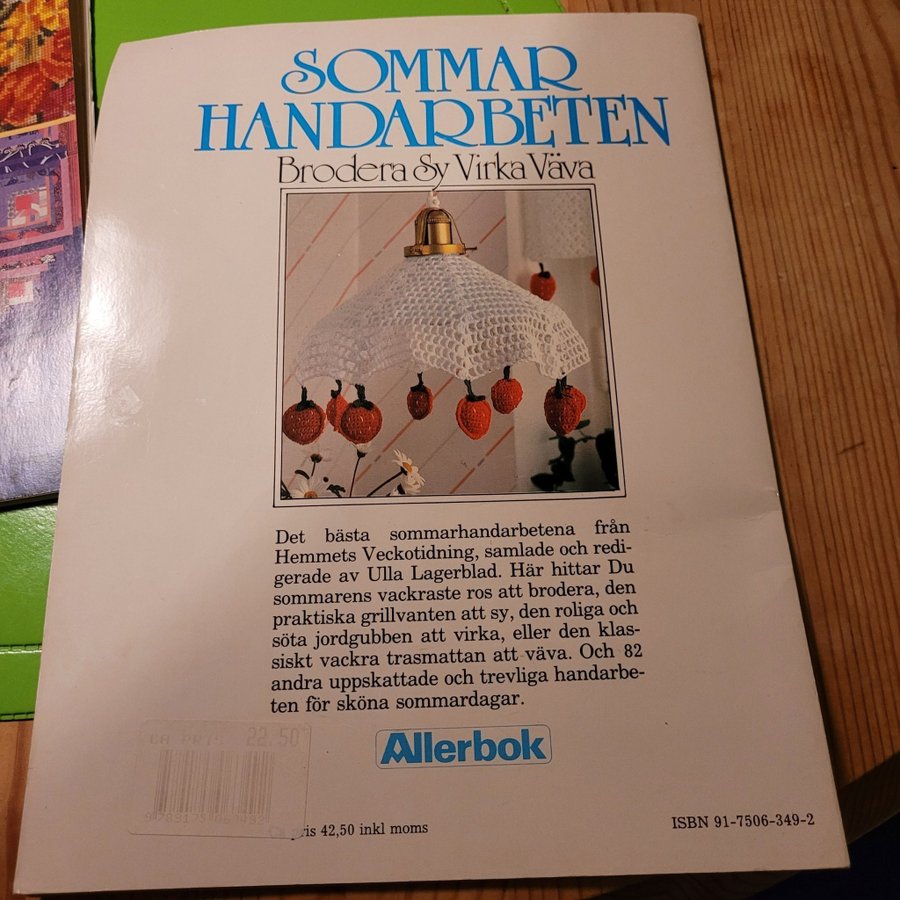 SOMMAR
HANDARBETEN
Brodera Sy Virka Väva
Det bästa sommarhandarbetena från
Hemmets Veckotidning, samlade och redi-
gerade av Ulla Lagerblad. Här hittar Du
sommarens vackraste ros att brodera, den
praktiska grillvanten att sy, den roliga och
söta jordgubben att virka, eller den klas-
siskt vackra trasmattan att väva. Och 82
andra uppskattade och trevliga handarbe-
ten för sköna sommardagar.
Allerbok
CA PRIS 22.50
pris 42,50 inkl moms
ISBN 91-7506-349-2